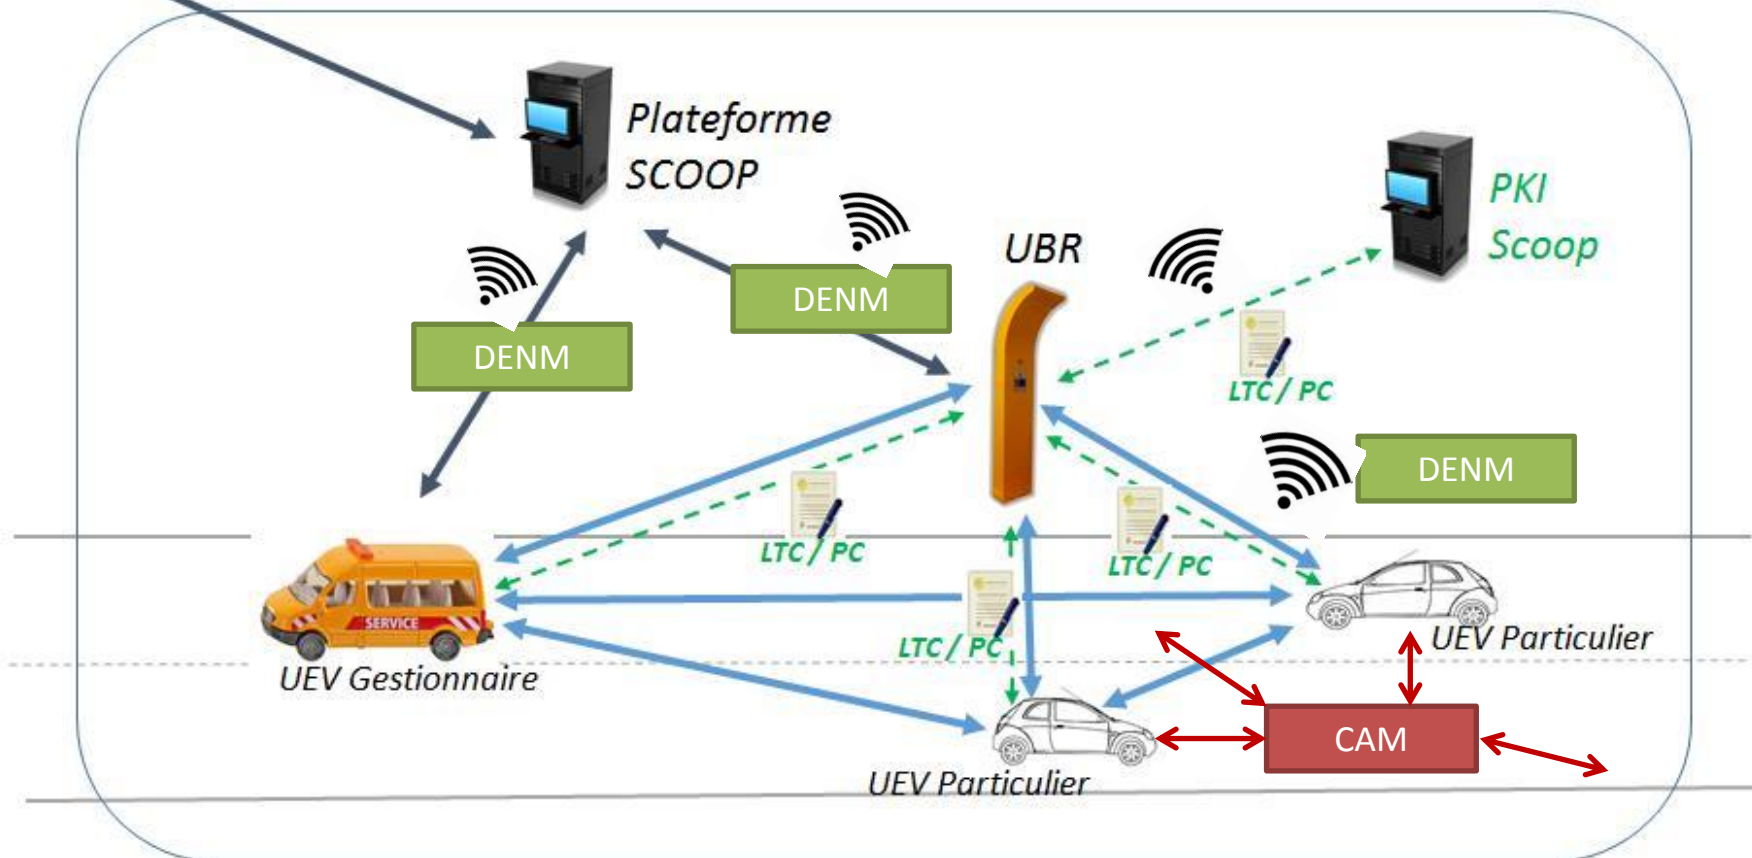 Plateforme
SCOOP
PKI
Scoop
UBR
DENM
DENM
LTC / PC
DENM
LTC / PC
LTC / PC
LTC / PC
SERVICE
UEV Particulier
UEV Gestionnaire
CAM
UEV Particulier